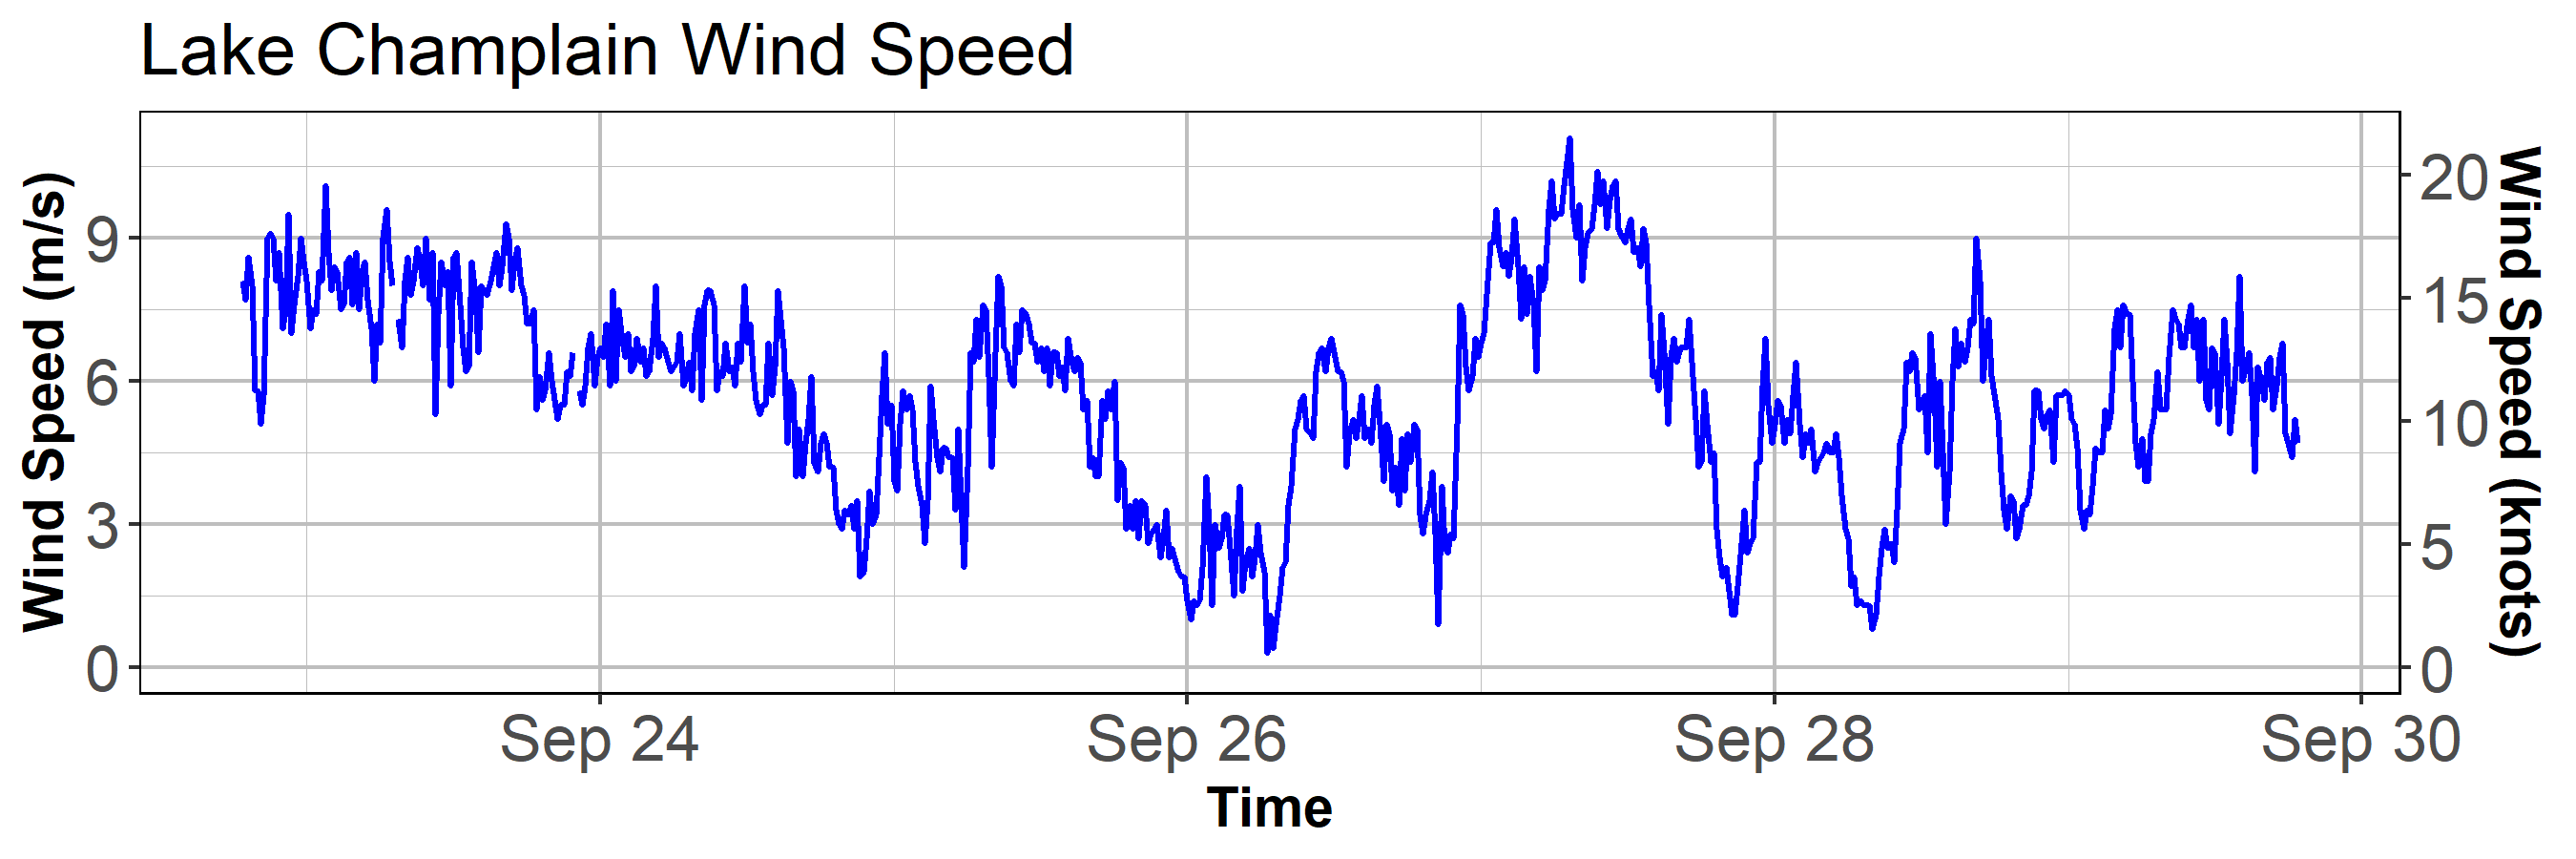 Lake Champlain Wind Speed
Wind Speed (m/s)
9
6
3
0
20
15
10
5
0
Wind Speed (knots)
Sep 24
Sep 26
Sep 28
Sep 30
Time